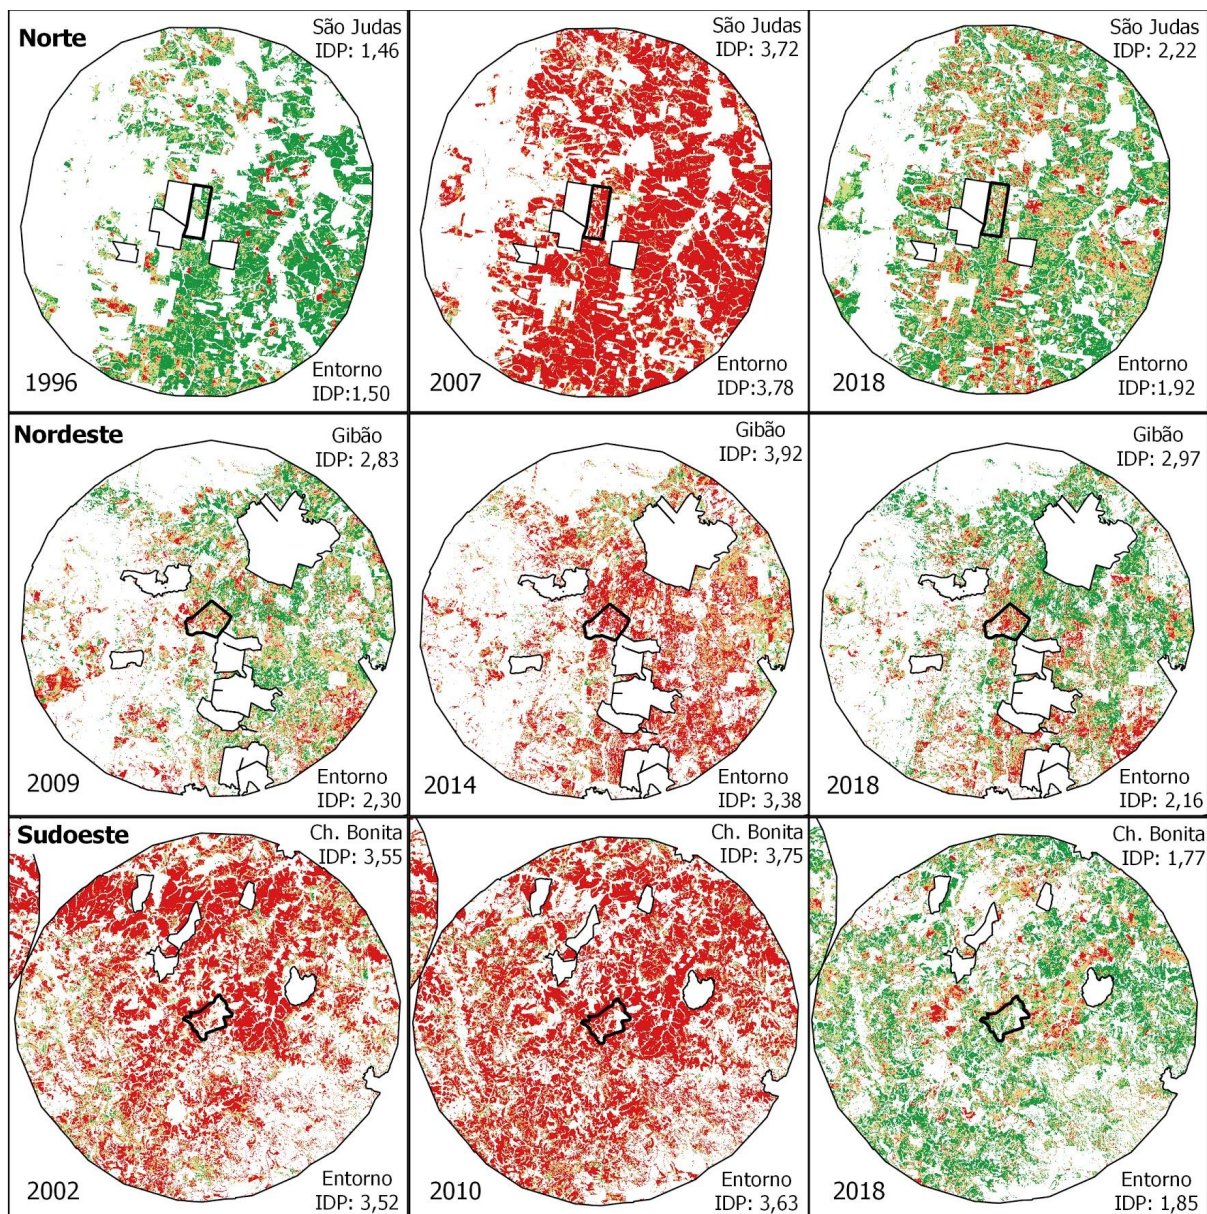 Norte
São Judas
IDP: 1,46
1996
Entorno
IDP:1,50
São Judas
IDP: 3,72
2007
Entorno
IDP:3,78
São Judas
IDP: 2,22
2018
Entorno
IDP:1,92
Nordeste
Gibão
IDP: 2,83
2009
Entorno
IDP: 2,30
Gibão
IDP: 3,92
2014
Entorno
IDP: 3,38
Gibão
IDP: 2,97
2018
Entorno
IDP: 2,16
Sudoeste
Ch. Bonita
IDP: 3,55
2002
Entorno
IDP: 3,52
Ch. Bonita
IDP: 3,75
2010
Entorno
IDP: 3,63
Ch. Bonita
IDP: 1,77
2018
Entorno
IDP: 1,85